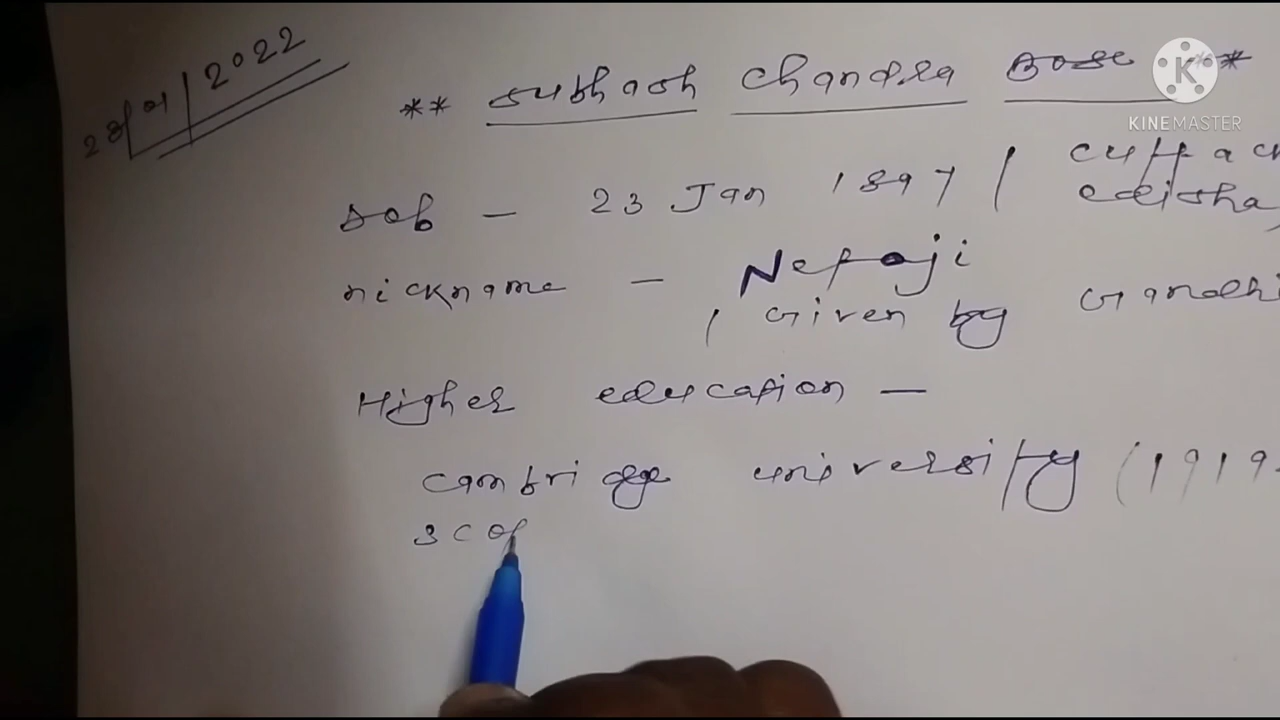 28/01/2022
** Subhash Chandra Bose **
KINEMASTER
DOB - 23 Jan 1897 / Cuttack
Odisha,
nickname - Netaji
, Given by Gandhi
Higher education -
Cambridge university (1919-
Sco